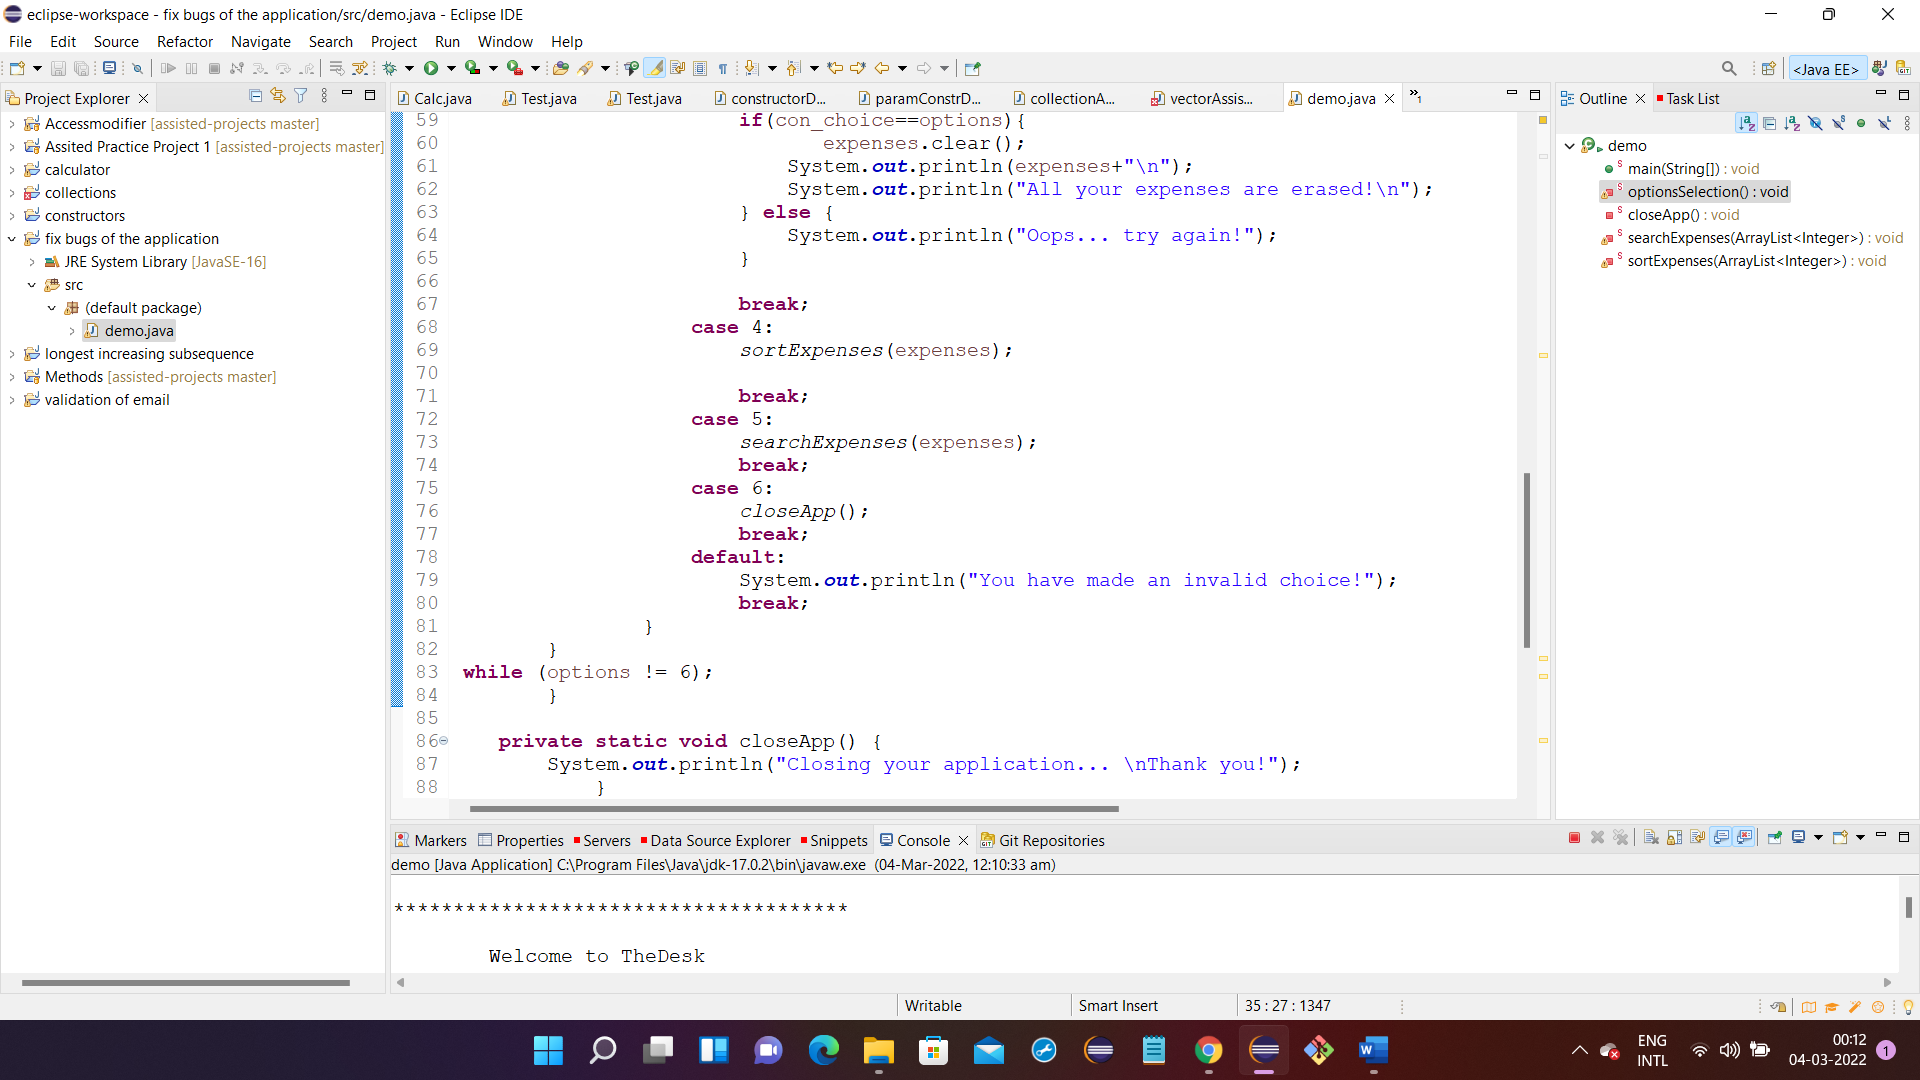 eclipse-workspace - fix bugs of the application/src/demo.java - Eclipse IDE
File Edit Source Refactor Navigate Search Project Run Window Help
<Java EE>
Project Explorer
Calc.java Test.java Test.java constructorD... paramConstrD... collectionA... vectorAssis... demo.java »1
Outline Task List
Accessmodifier [assisted-projects master]
Assited Practice Project 1 [assisted-projects master]
calculator
collections
constructors
fix bugs of the application
JRE System Library [JavaSE-16]
src
(default package)
demo.java
longest increasing subsequence
Methods [assisted-projects master]
validation of email
59 if(con_choice==options){
60 expenses.clear();
61 System.out.println(expenses+"\n");
62 System.out.println("All your expenses are erased!\n");
63 } else {
64 System.out.println("Oops... try again!");
65 }
66
67 break;
68 case 4:
69 sortExpenses(expenses);
70
71 break;
72 case 5:
73 searchExpenses(expenses);
74 break;
75 case 6:
76 closeApp();
77 break;
78 default:
79 System.out.println("You have made an invalid choice!");
80 break;
81 }
82 }
83 while (options != 6);
84 }
85
86 private static void closeApp() {
87 System.out.println("Closing your application... \nThank you!");
88 }
demo
main(String[]) : void
optionsSelection() : void
closeApp() : void
searchExpenses(ArrayList<Integer>) : void
sortExpenses(ArrayList<Integer>) : void
Markers Properties Servers Data Source Explorer Snippets Console Git Repositories
demo [Java Application] C:\Program Files\Java\jdk-17.0.2\bin\javaw.exe (04-Mar-2022, 12:10:33 am)
**************************************
Welcome to TheDesk
Writable Smart Insert 35 : 27 : 1347
ENG
INTL
00:12
04-03-2022
1